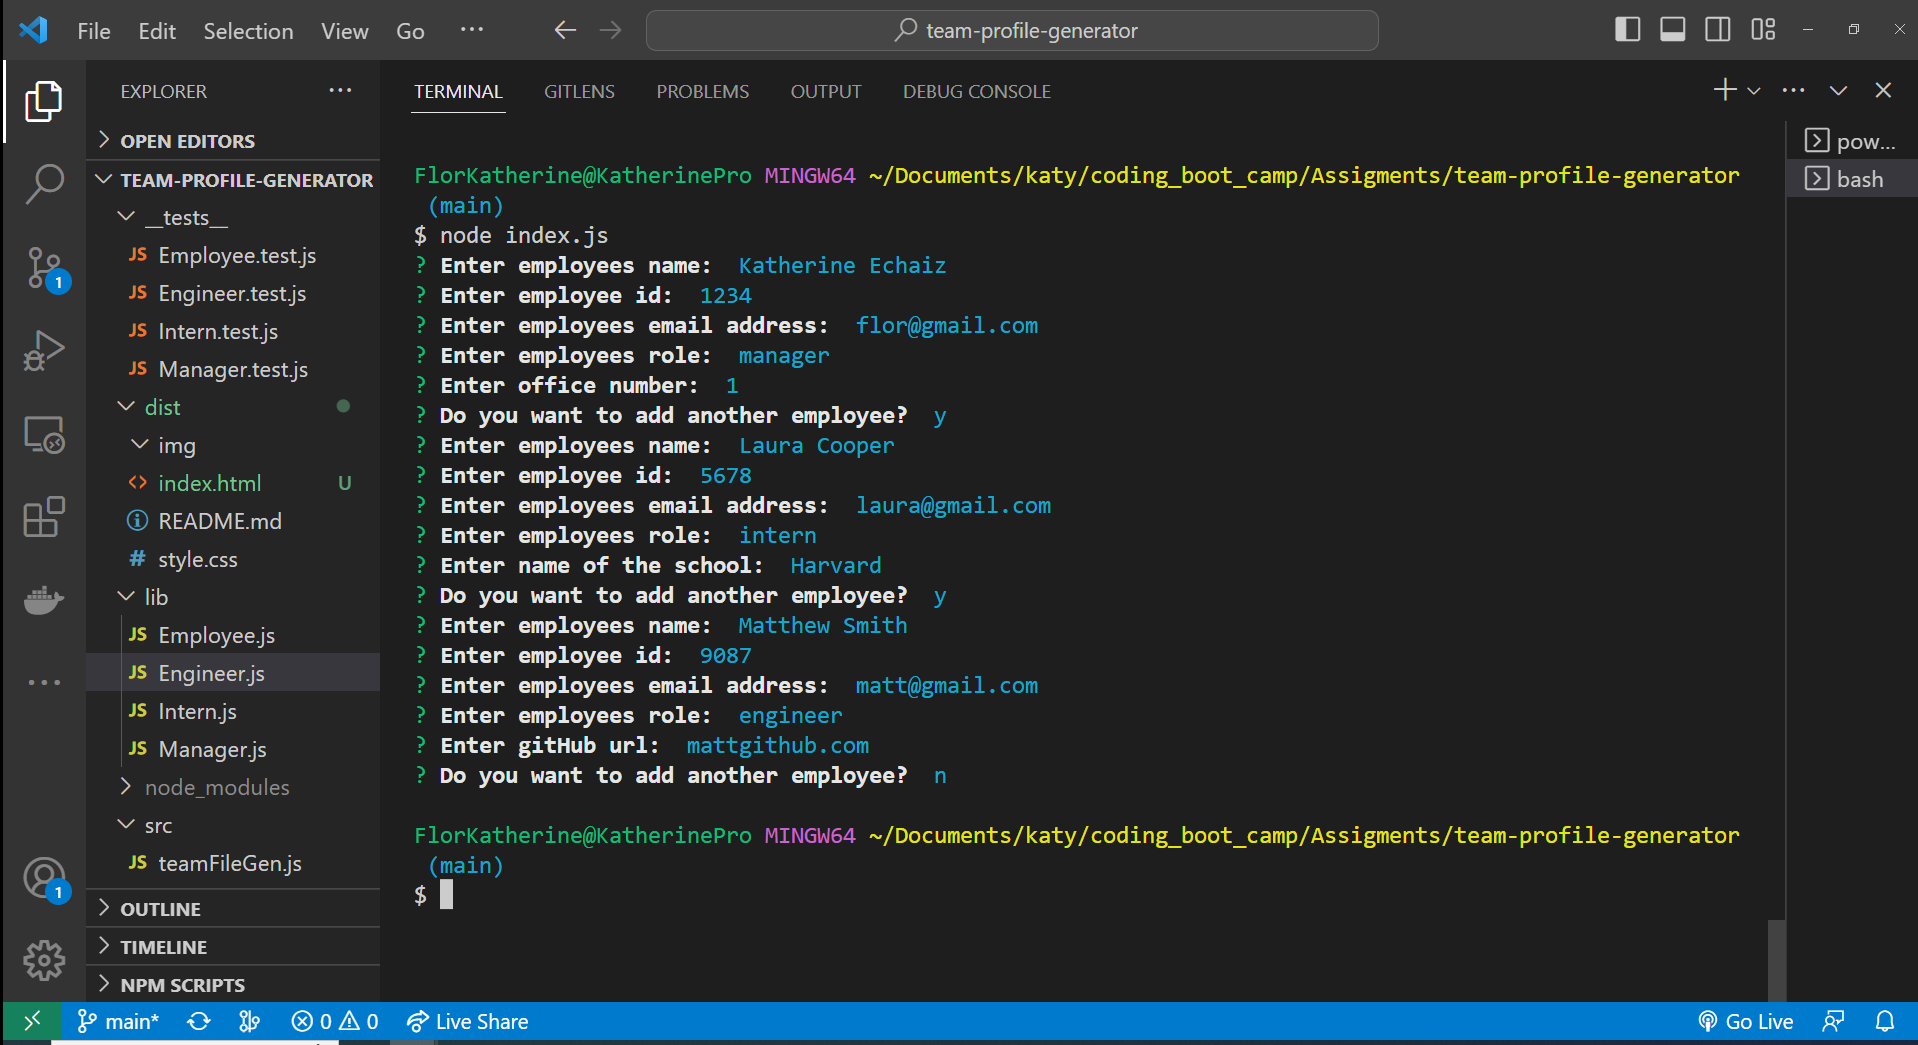 File Edit Selection View Go ··· team-profile-generator
EXPLORER ···
OPEN EDITORS
TEAM-PROFILE-GENERATOR
__tests__
JS Employee.test.js
JS Engineer.test.js
JS Intern.test.js
JS Manager.test.js
dist
img
<> index.html U
README.md
# style.css
lib
JS Employee.js
JS Engineer.js
JS Intern.js
JS Manager.js
node_modules
src
JS teamFileGen.js
OUTLINE
TIMELINE
NPM SCRIPTS
1
1
TERMINAL GITLENS PROBLEMS OUTPUT DEBUG CONSOLE
FlorKatherine@KatherinePro MINGW64 ~/Documents/katy/coding_boot_camp/Assigments/team-profile-generator
(main)
$ node index.js
? Enter employees name: Katherine Echaiz
? Enter employee id: 1234
? Enter employees email address: flor@gmail.com
? Enter employees role: manager
? Enter office number: 1
? Do you want to add another employee? y
? Enter employees name: Laura Cooper
? Enter employee id: 5678
? Enter employees email address: laura@gmail.com
? Enter employees role: intern
? Enter name of the school: Harvard
? Do you want to add another employee? y
? Enter employees name: Matthew Smith
? Enter employee id: 9087
? Enter employees email address: matt@gmail.com
? Enter employees role: engineer
? Enter gitHub url: mattgithub.com
? Do you want to add another employee? n
FlorKatherine@KatherinePro MINGW64 ~/Documents/katy/coding_boot_camp/Assigments/team-profile-generator
(main)
$
pow...
bash
main* 0 0 Live Share Go Live